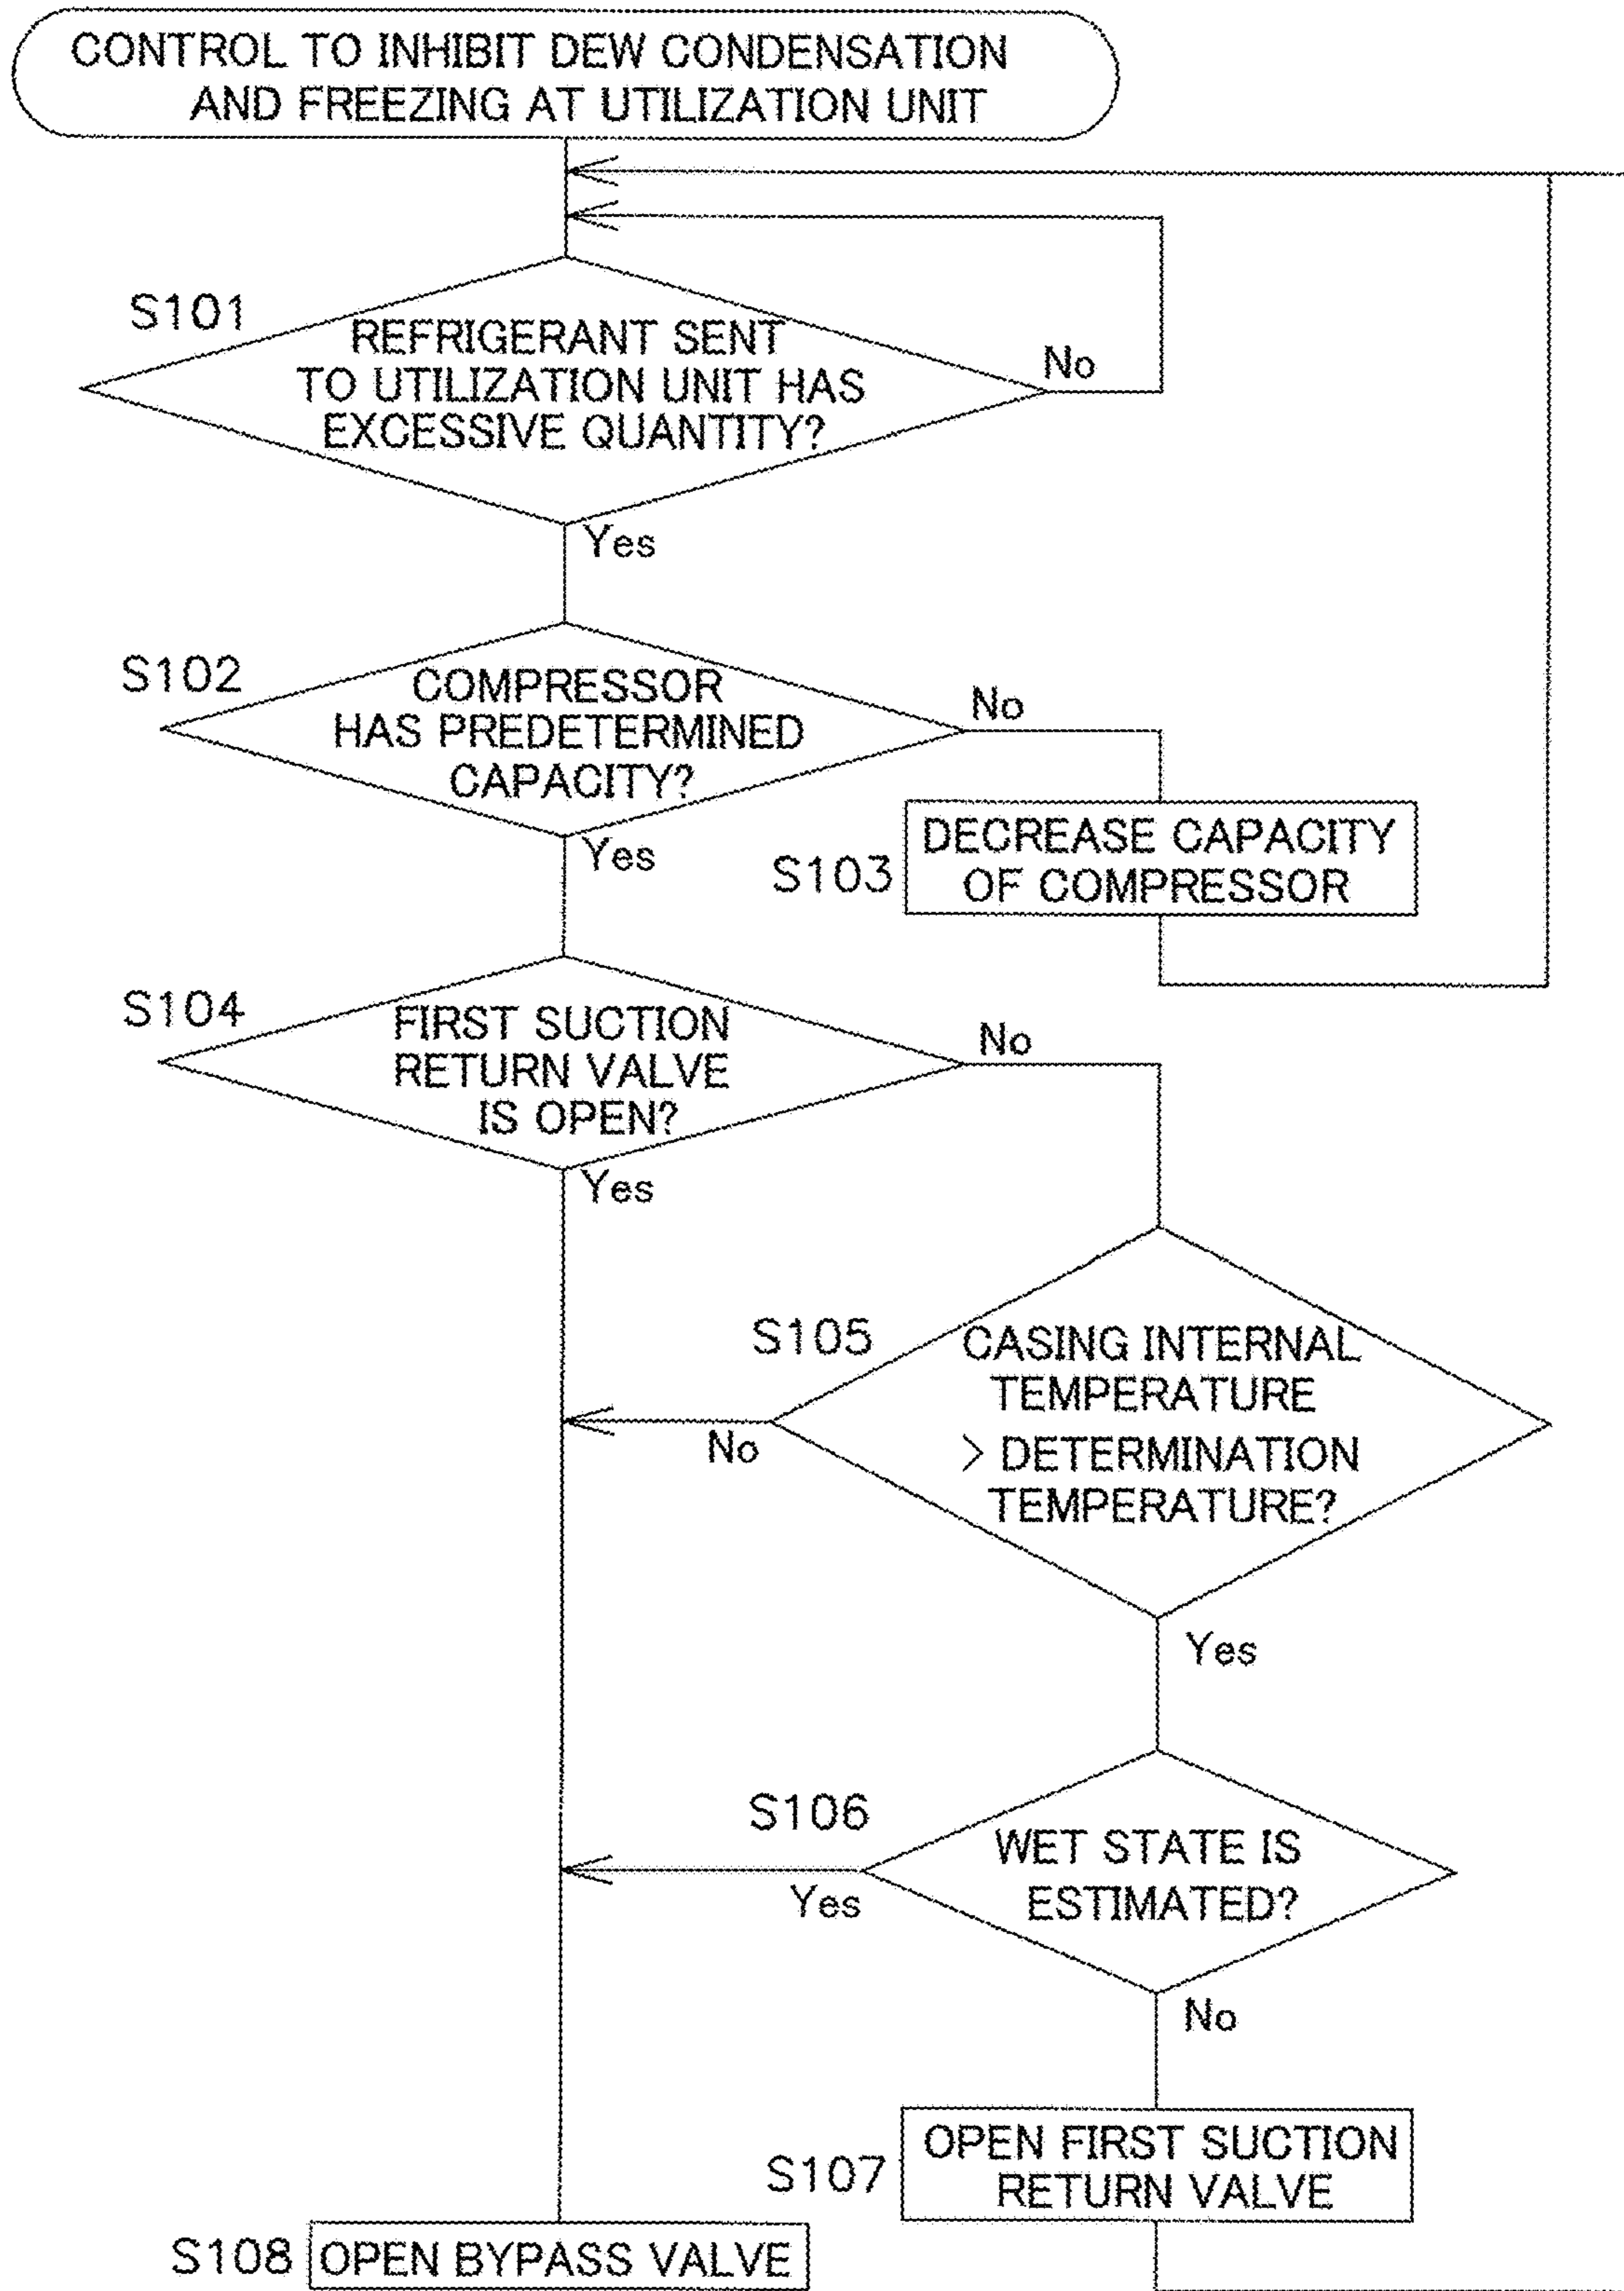 CONTROL TO INHIBIT DEW CONDENSATION
AND FREEZING AT UTILIZATION UNIT
S101
REFRIGERANT SENT
TO UTILIZATION UNIT HAS
EXCESSIVE QUANTITY?
No
Yes
S102
COMPRESSOR
HAS PREDETERMINED
CAPACITY?
No
Yes
S103
DECREASE CAPACITY
OF COMPRESSOR
S104
FIRST SUCTION
RETURN VALVE
IS OPEN?
No
Yes
S105
CASING INTERNAL
TEMPERATURE
> DETERMINATION
TEMPERATURE?
No
Yes
S106
WET STATE IS
ESTIMATED?
Yes
No
S107
OPEN FIRST SUCTION
RETURN VALVE
S108
OPEN BYPASS VALVE